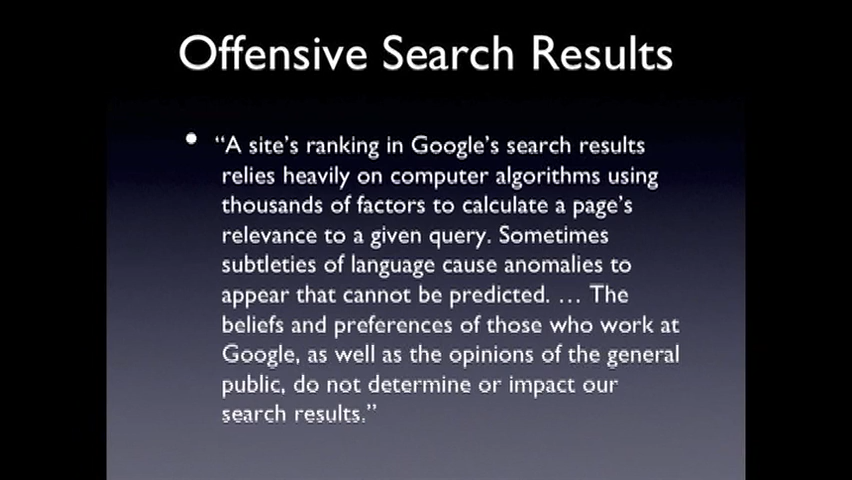 Offensive Search Results
• “A site’s ranking in Google’s search results
relies heavily on computer algorithms using
thousands of factors to calculate a page’s
relevance to a given query. Sometimes
subtleties of language cause anomalies to
appear that cannot be predicted. … The
beliefs and preferences of those who work at
Google, as well as the opinions of the general
public, do not determine or impact our
search results.”